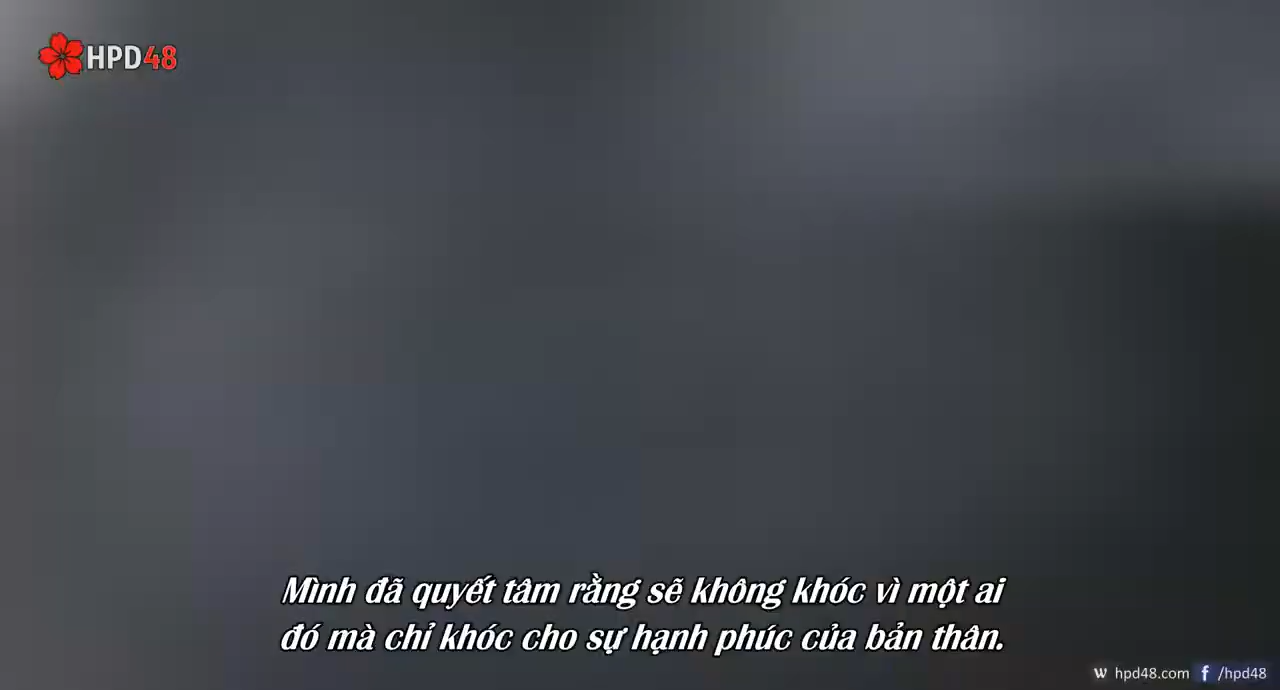 HPD48
Mình đã quyết tâm rằng sẽ không khóc vì một ai
đó mà chỉ khóc cho sự hạnh phúc của bản thân.
W hpd48.com f /hpd48